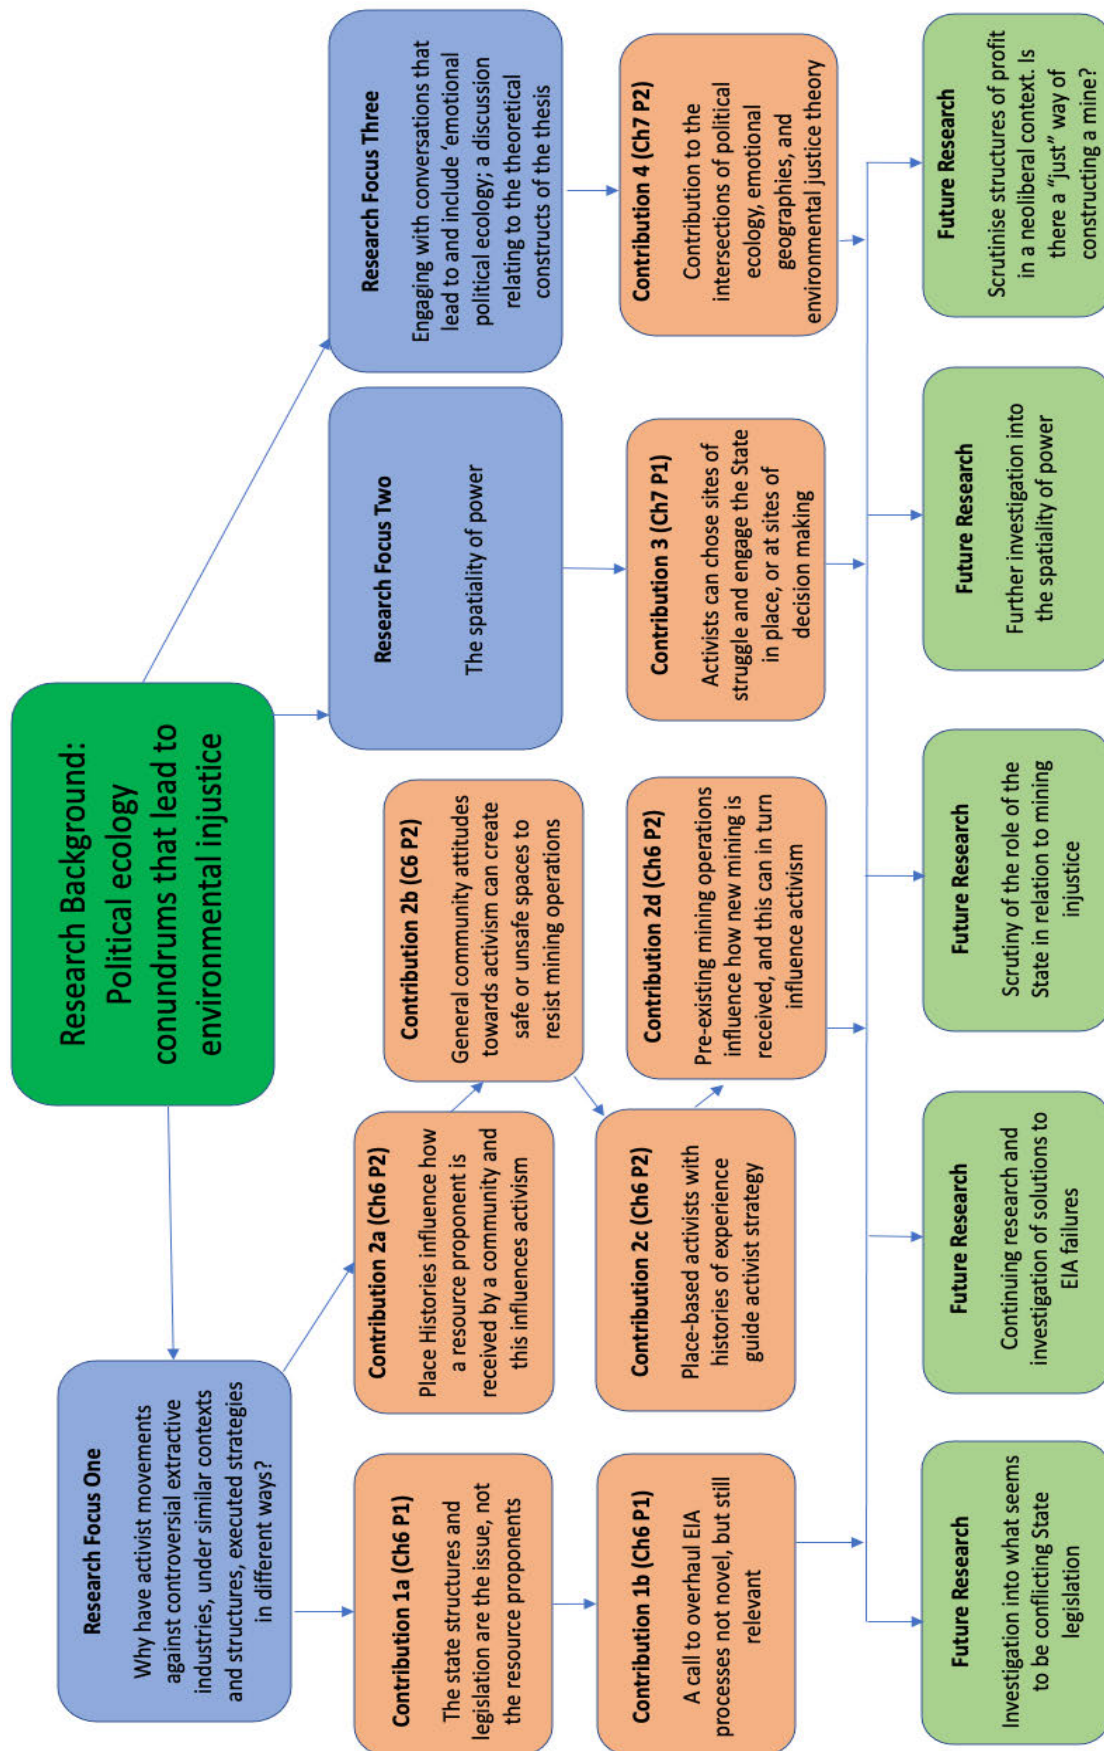 Research Background:
Political ecology
conundrums that lead to
environmental injustice
Research Focus One
Why have activist movements
against controversial extractive
industries, under similar contexts
and structures, executed strategies
in different ways?
Research Focus Two
The spatiality of power
Research Focus Three
Engaging with conversations that
lead to and include ‘emotional
political ecology; a discussion
relating to the theoretical
constructs of the thesis
Contribution 1a (Ch6 P1)
The state structures and
legislation are the issue, not
the resource proponents
Contribution 2a (Ch6 P2)
Place Histories influence how
a resource proponent is
received by a community and
this influences activism
Contribution 2b (C6 P2)
General community attitudes
towards activism can create
safe or unsafe spaces to
resist mining operations
Contribution 1b (Ch6 P1)
A call to overhaul EIA
processes not novel, but still
relevant
Contribution 2c (Ch6 P2)
Place-based activists with
histories of experience
guide activist strategy
Contribution 2d (Ch6 P2)
Pre-existing mining operations
influence how new mining is
received, and this can in turn
influence activism
Contribution 3 (Ch7 P1)
Activists can chose sites of
struggle and engage the State
in place, or at sites of
decision making
Contribution 4 (Ch7 P2)
Contribution to the
intersections of political
ecology, emotional
geographies, and
environmental justice theory
Future Research
Investigation into what seems
to be conflicting State
legislation
Future Research
Continuing research and
investigation of solutions to
EIA failures
Future Research
Scrutiny of the role of the
State in relation to mining
injustice
Future Research
Further investigation into
the spatiality of power
Future Research
Scrutinise structures of profit
in a neoliberal context. Is
there a “just” way of
constructing a mine?